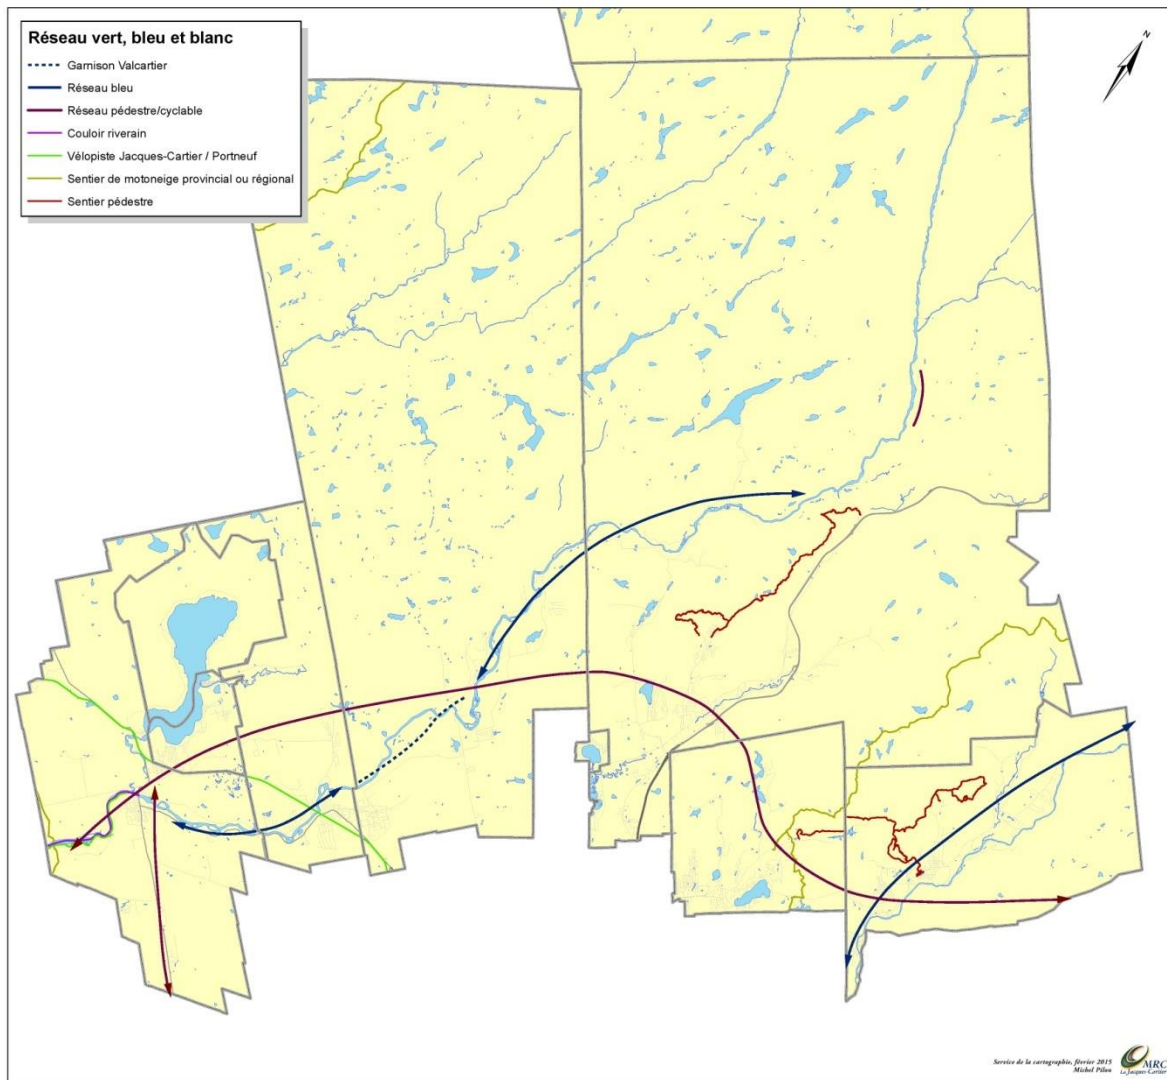 Réseau vert, bleu et blanc
Garnison Valcartier
Réseau bleu
Réseau pédestre/cyclable
Couloir riverain
Vélopiste Jacques-Cartier / Portneuf
Sentier de motoneige provincial ou régional
Sentier pédestre
N
Service de la cartographie, février 2015
Michel Pilon
MRC
La Jacques-Cartier